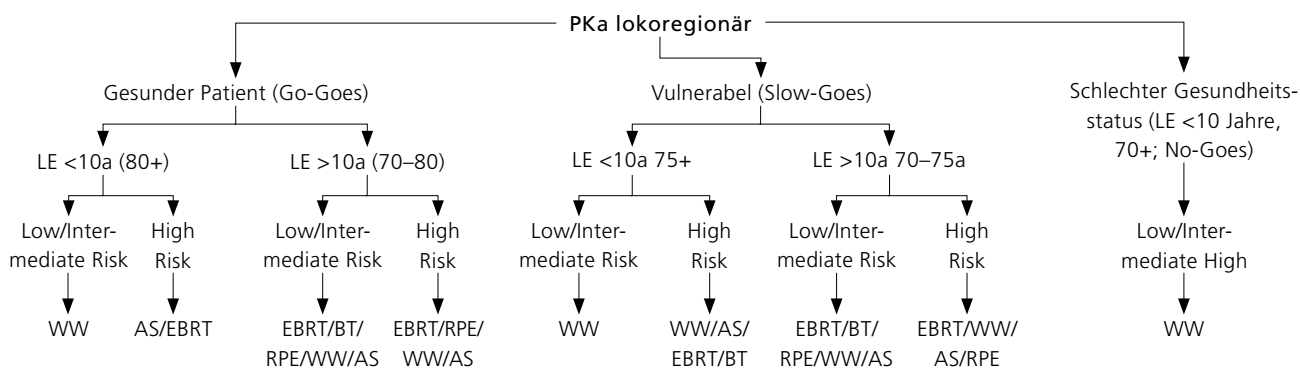 PKa lokoregionär
Gesunder Patient (Go-Goes)
Vulnerabel (Slow-Goes)
Schlechter Gesundheits-
status (LE <10 Jahre,
70+; No-Goes)
LE <10a (80+)
LE >10a (70–80)
LE <10a 75+
LE >10a 70–75a
Low/Inter-
mediate Risk
High
Risk
Low/Inter-
mediate Risk
High
Risk
Low/Inter-
mediate Risk
High
Risk
Low/Inter-
mediate Risk
High
Risk
Low/Inter-
mediate High
WW
AS/EBRT
EBRT/BT/
RPE/WW/AS
EBRT/RPE/
WW/AS
WW
WW/AS/
EBRT/BT
EBRT/BT/
RPE/WW/AS
EBRT/WW/
AS/RPE
WW